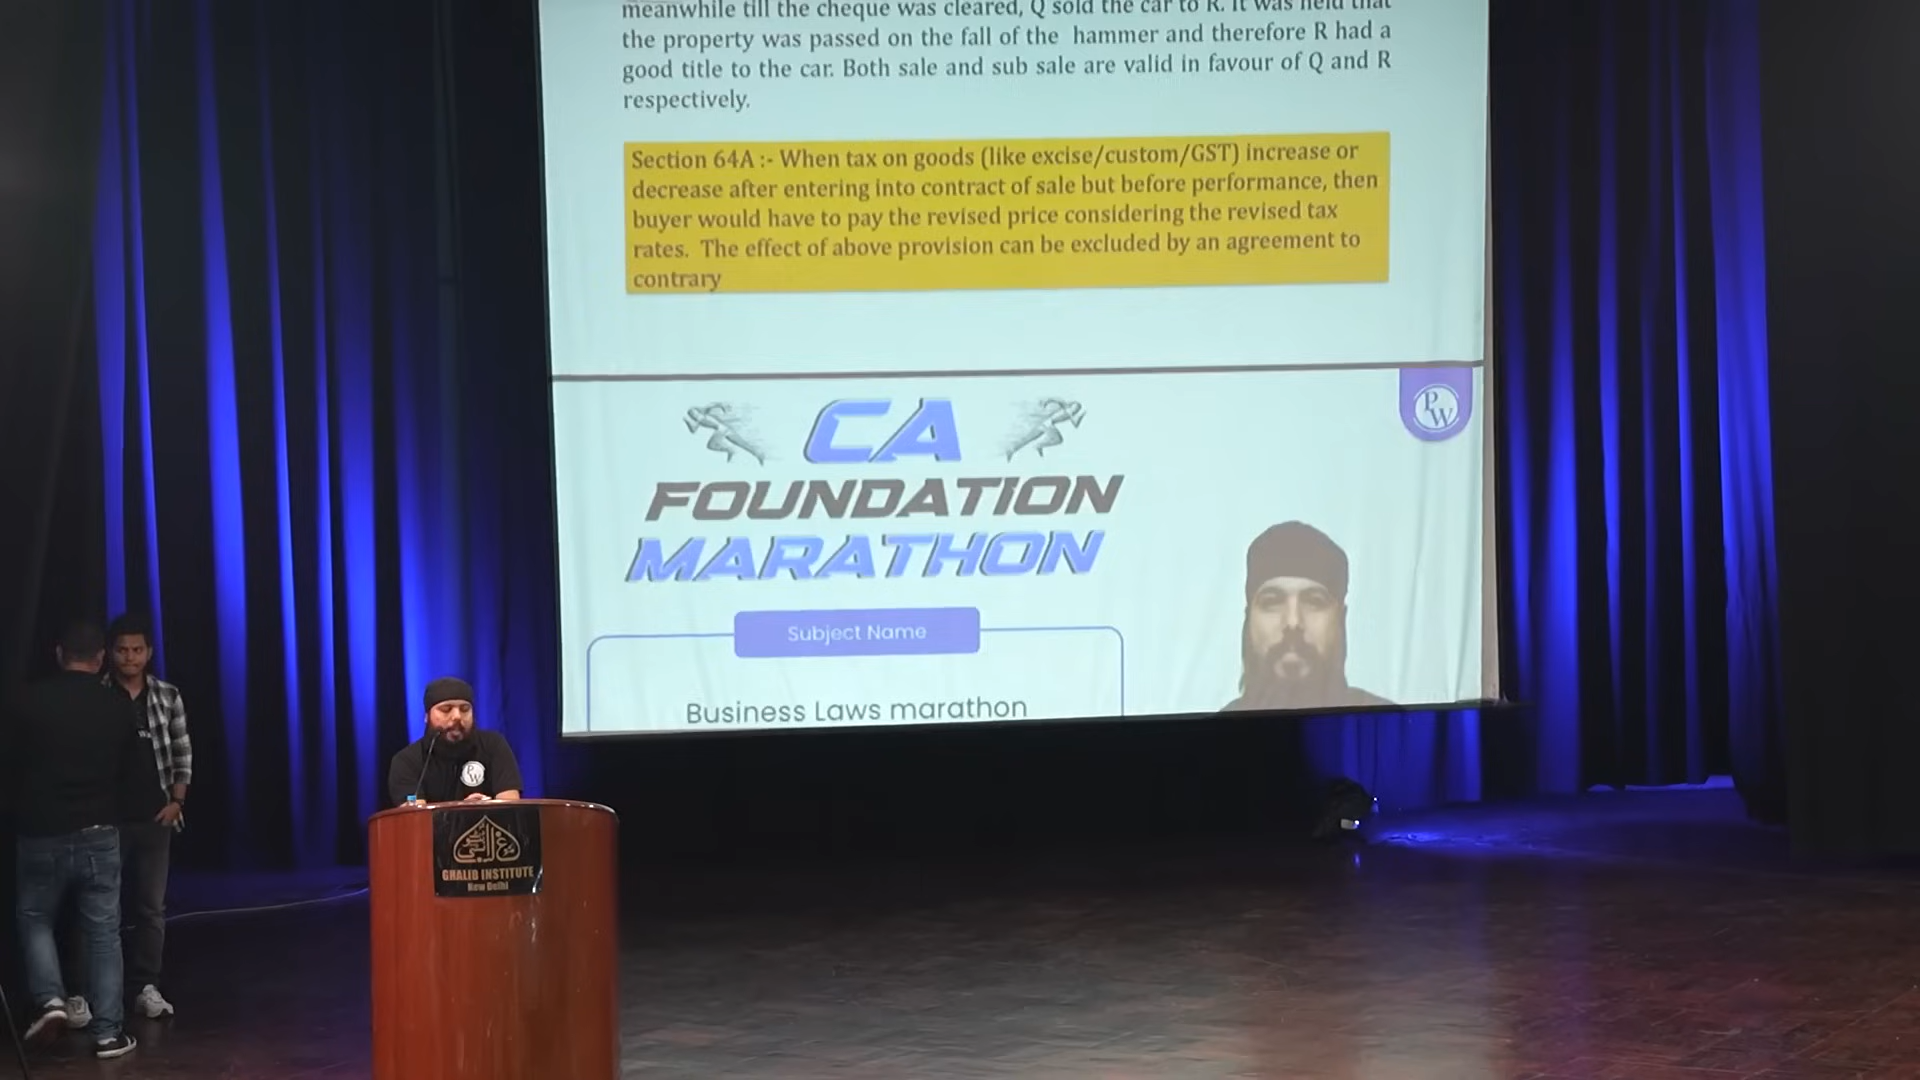 meanwhile till the cheque was cleared, Q sold the car to R. It was held that
the property was passed on the fall of the hammer and therefore R had a
good title to the car. Both sale and sub sale are valid in favour of Q and R
respectively.
Section 64A :- When tax on goods (like excise/custom/GST) increase or
decrease after entering into contract of sale but before performance, then
buyer would have to pay the revised price considering the revised tax
rates. The effect of above provision can be excluded by an agreement to
contrary
CA
FOUNDATION
MARATHON
PW
Subject Name
Business Laws marathon
PW
GHALIB INSTITUTE
New Delhi